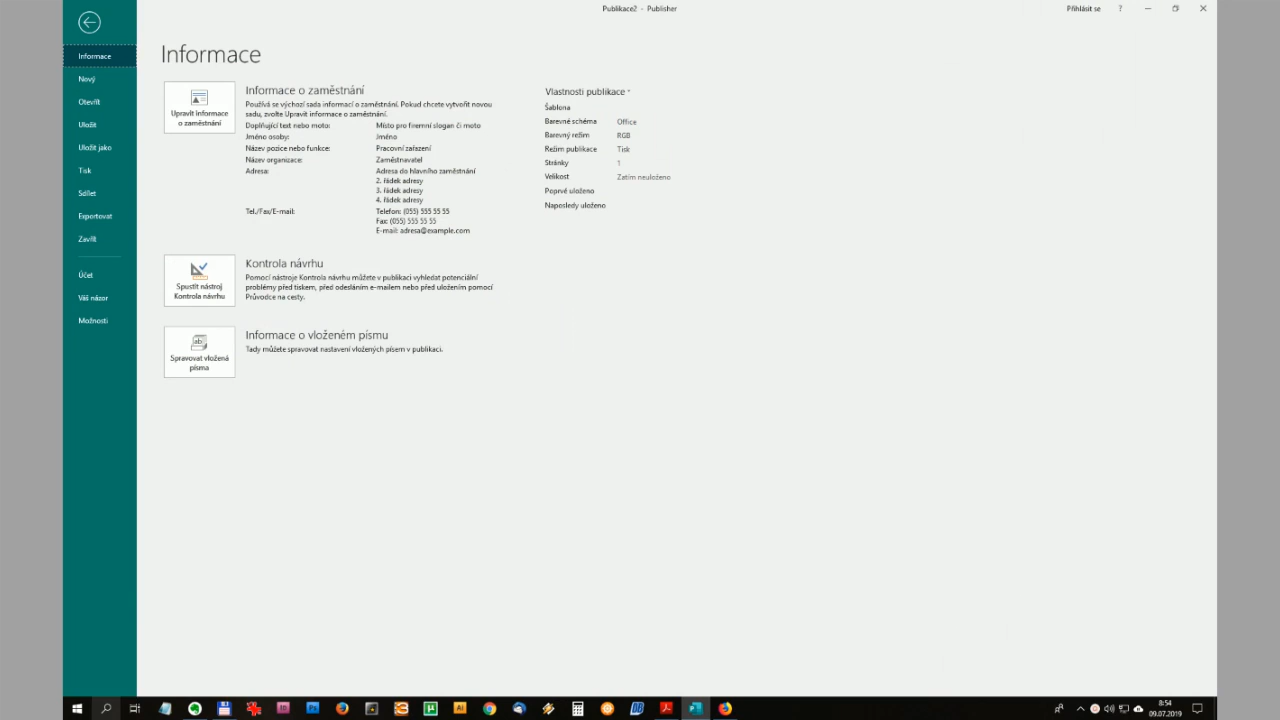 Publikace2 - Publisher
Přihlásit se
?
Informace
Nový
Otevřít
Uložit
Uložit jako
Tisk
Sdílet
Exportovat
Zavřít
Účet
Váš názor
Možnosti
Informace
Upravit informace
o zaměstnání
Informace o zaměstnání
Používá se výchozí sada informací o zaměstnání. Pokud chcete vytvořit novou
sadu, zvolte Upravit informace o zaměstnání.
Doplňující text nebo moto: Místo pro firemní slogan či moto
Jméno osoby: Jméno
Název pozice nebo funkce: Pracovní zařazení
Název organizace: Zaměstnavatel
Adresa: Adresa do hlavního zaměstnání
2. řádek adresy
3. řádek adresy
4. řádek adresy
Tel./Fax/E-mail: Telefon: (055) 555 55 55
Fax: (055) 555 55 55
E-mail: adresa@example.com
Spustit nástroj
Kontrola návrhu
Kontrola návrhu
Pomocí nástroje Kontrola návrhu můžete v publikaci vyhledat potenciální
problémy před tiskem, před odesláním e-mailem nebo před uložením pomocí
Průvodce na cesty.
Spravovat vložená
písma
Informace o vloženém písmu
Tady můžete spravovat nastavení vložených písem v publikaci.
Vlastnosti publikace
Šablona
Barevné schéma Office
Barevný režim RGB
Režim publikace Tisk
Stránky 1
Velikost Zatím neuloženo
Poprvé uloženo
Naposledy uloženo
8:54
09.07.2019